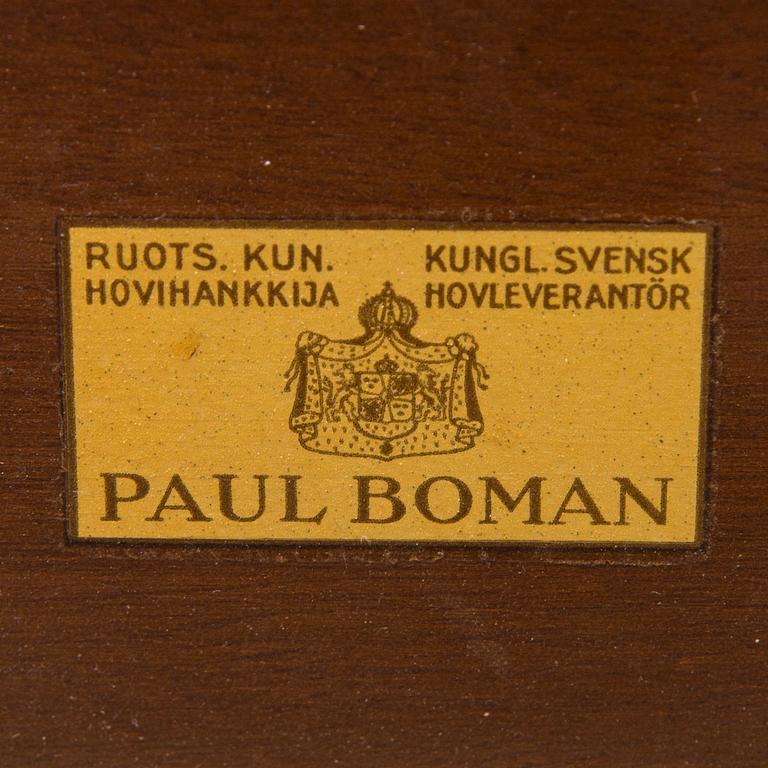 RUOTS. KUN.
HOVIHANKKIJA
KUNGL. SVENSK
HOVLEVERANTÖR
PAUL BOMAN